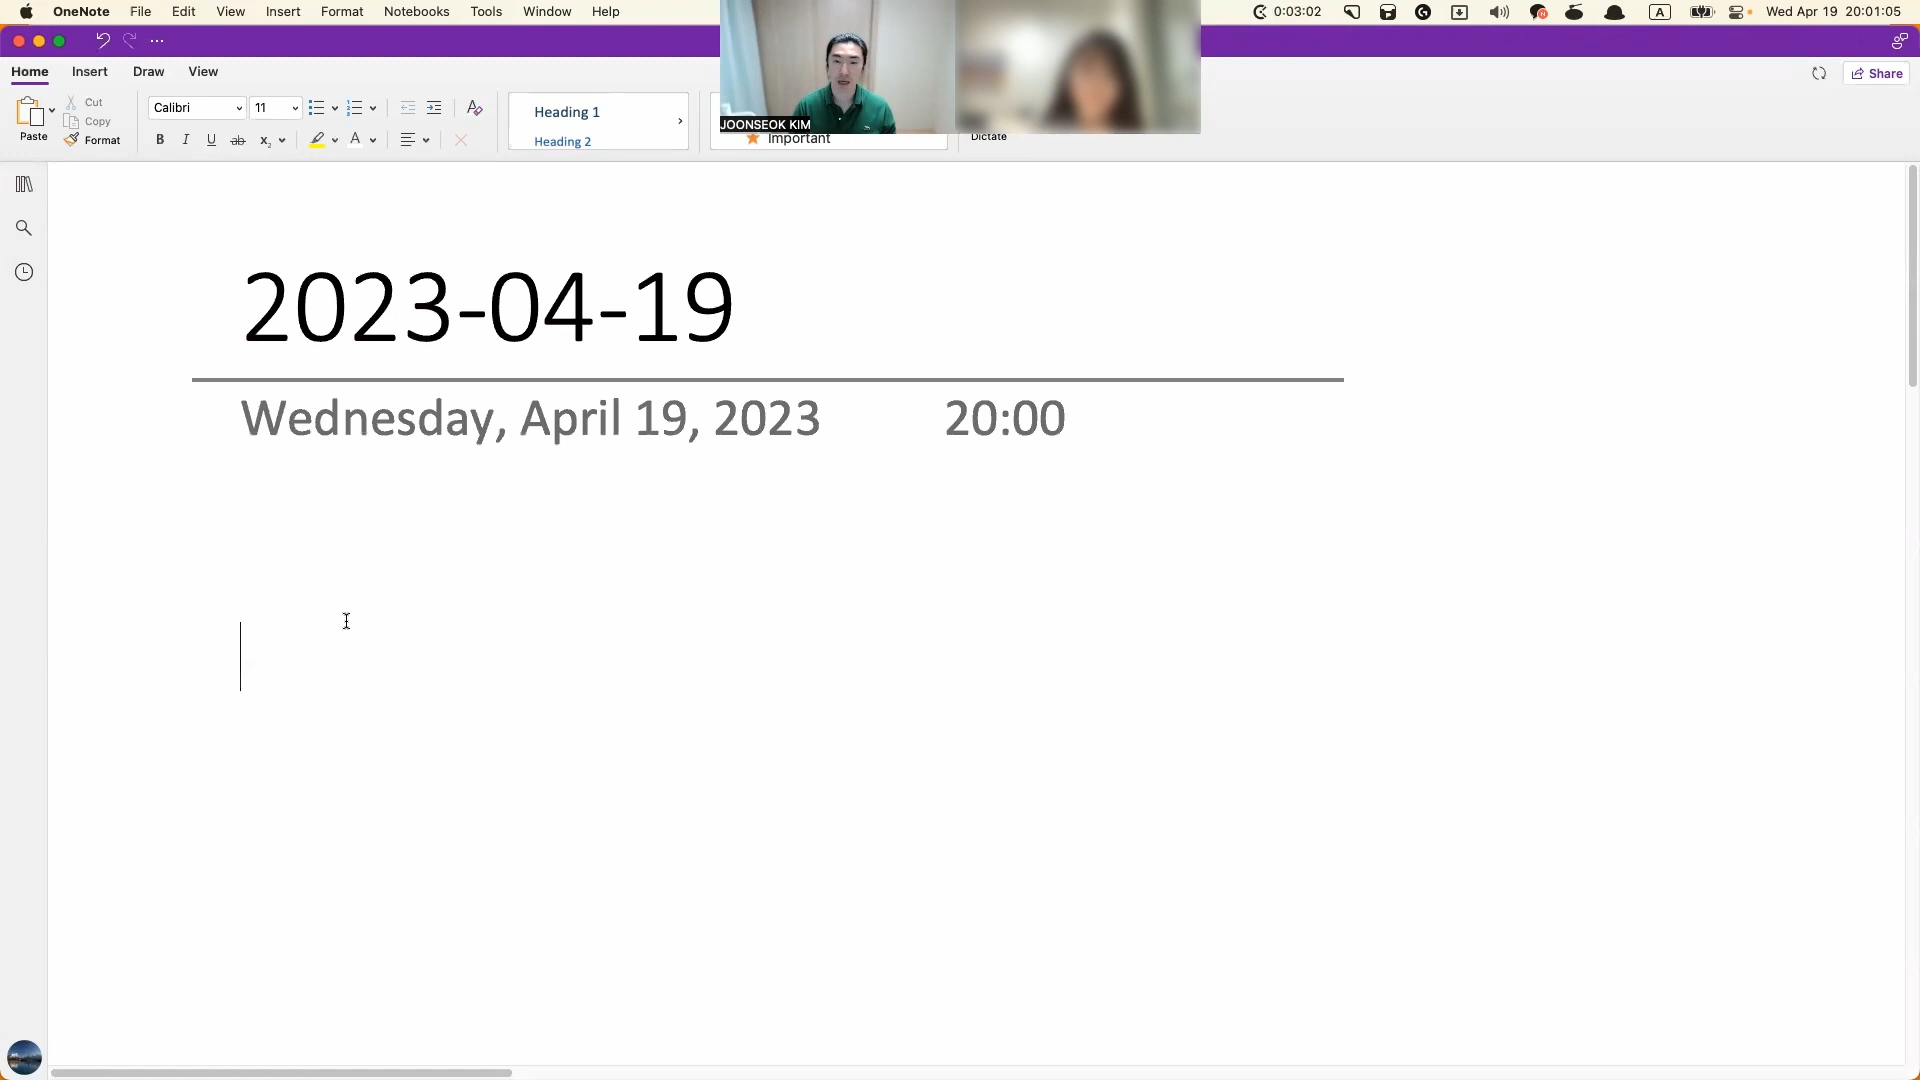 OneNote File Edit View Insert Format Notebooks Tools Window Help 0:03:02 A Wed Apr 19 20:01:05
Home Insert Draw View Share
Paste Cut Copy Format
Calibri 11
B I U ab x₂ A
Heading 1
Heading 2
Important
Dictate
JOONSEOK KIM
2023-04-19
Wednesday, April 19, 2023 20:00